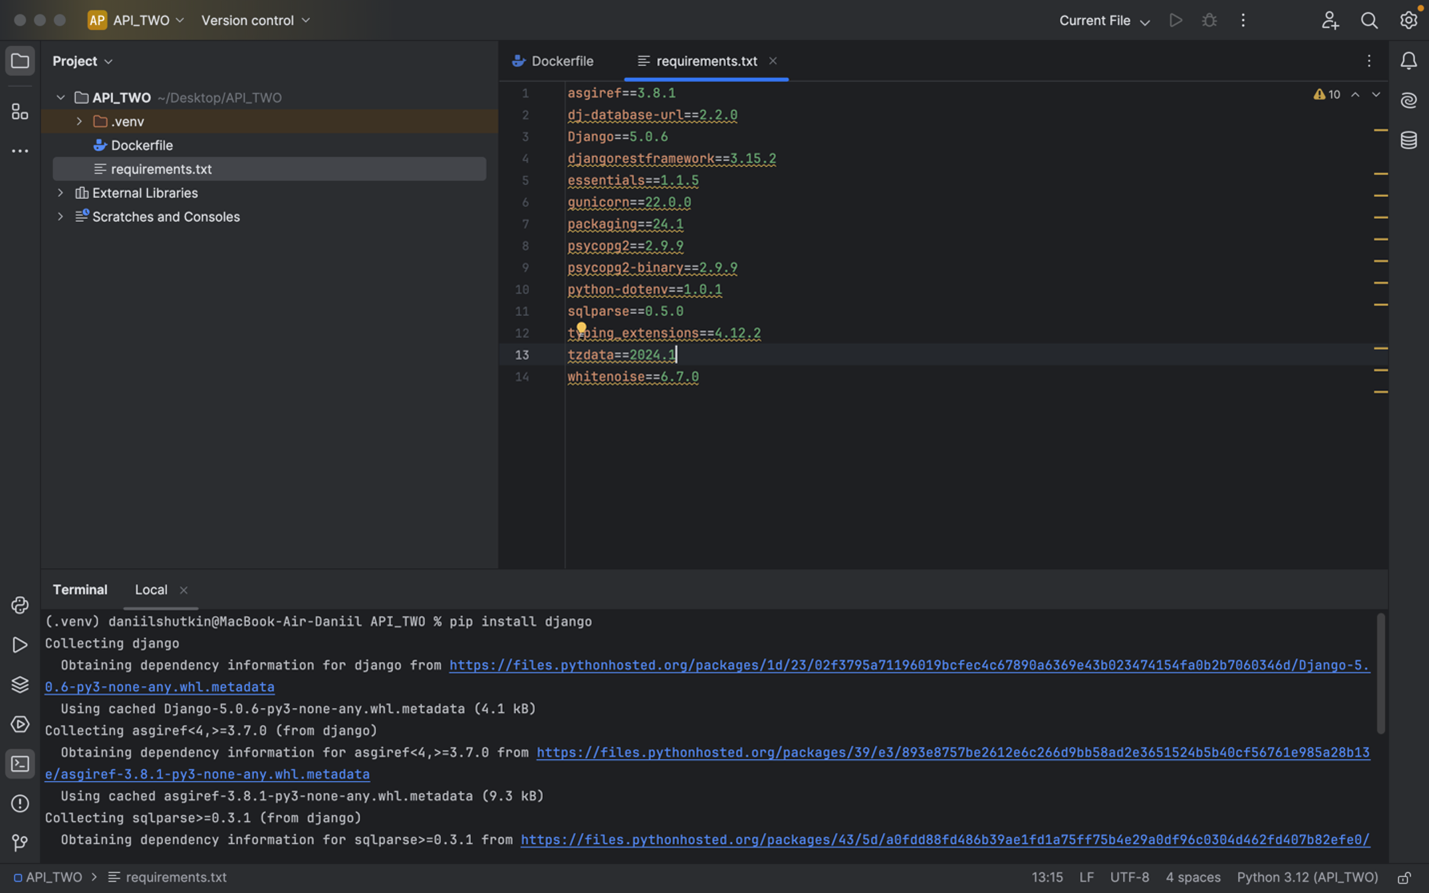 AP API_TWO Version control Current File
Project
API_TWO ~/Desktop/API_TWO
.venv
Dockerfile
requirements.txt
External Libraries
Scratches and Consoles
Dockerfile requirements.txt
10
1 asgiref==3.8.1
2 dj-database-url==2.2.0
3 Django==5.0.6
4 djangorestframework==3.15.2
5 essentials==1.1.5
6 gunicorn==22.0.0
7 packaging==24.1
8 psycopg2==2.9.9
9 psycopg2-binary==2.9.9
10 python-dotenv==1.0.1
11 sqlparse==0.5.0
12 typing_extensions==4.12.2
13 tzdata==2024.1
14 whitenoise==6.7.0
Terminal Local
(.venv) daniilshutkin@MacBook-Air-Daniil API_TWO % pip install django
Collecting django
Obtaining dependency information for django from https://files.pythonhosted.org/packages/1d/23/02f3795a71196019bcfec4c67890a6369e43b023474154fa0b2b7060346d/Django-5.
0.6-py3-none-any.whl.metadata
Using cached Django-5.0.6-py3-none-any.whl.metadata (4.1 kB)
Collecting asgiref<4,>=3.7.0 (from django)
Obtaining dependency information for asgiref<4,>=3.7.0 from https://files.pythonhosted.org/packages/39/e3/893e8757be2612e6c266d9bb58ad2e3651524b5b40cf56761e985a28b13
e/asgiref-3.8.1-py3-none-any.whl.metadata
Using cached asgiref-3.8.1-py3-none-any.whl.metadata (9.3 kB)
Collecting sqlparse>=0.3.1 (from django)
Obtaining dependency information for sqlparse>=0.3.1 from https://files.pythonhosted.org/packages/43/5d/a0fdd88fd486b39ae1fd1a75ff75b4e29a0df96c0304d462fd407b82efe0/
API_TWO > requirements.txt 13:15 LF UTF-8 4 spaces Python 3.12 (API_TWO)